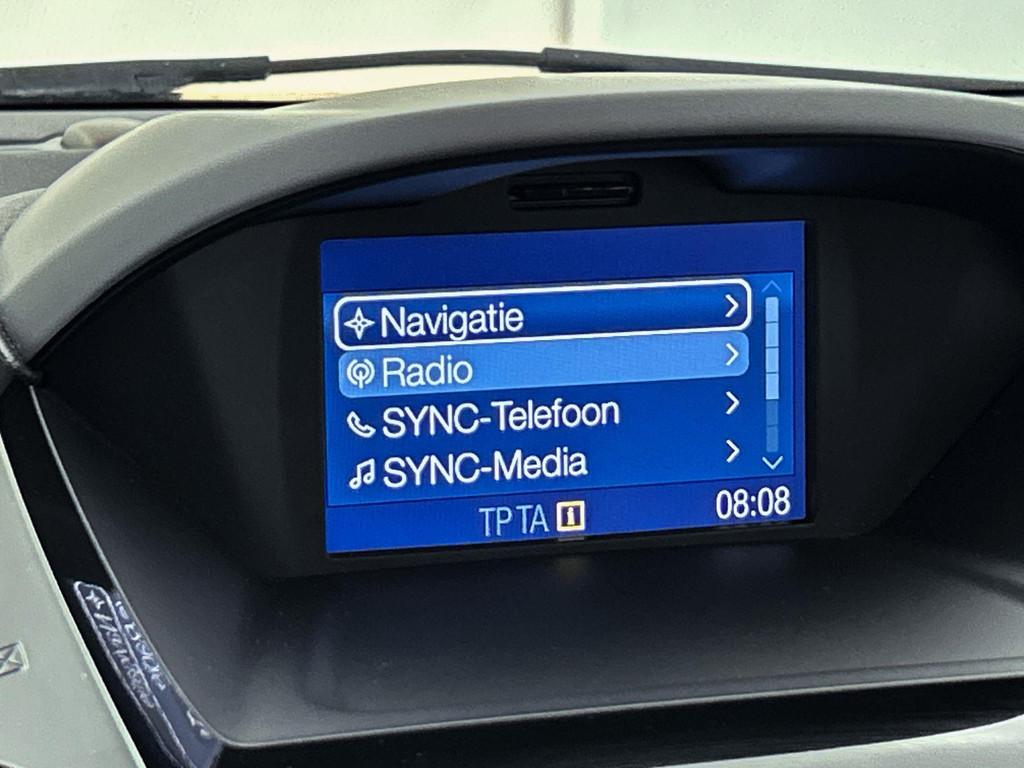 Navigatie
Radio
SYNC-Telefoon
SYNC-Media
TP TA i 08:08